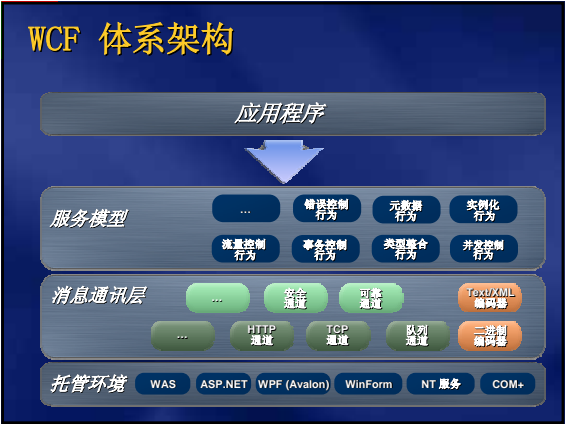 WCF 体系架构
应用程序
服务模型
...
错误控制
行为
元数据
行为
实例化
行为
流量控制
行为
事务控制
行为
类型整合
行为
并发控制
行为
消息通讯层
...
安全
通道
可靠
通道
Text/XML
编码器
...
HTTP
通道
TCP
通道
队列
通道
二进制
编码器
托管环境
WAS
ASP.NET
WPF (Avalon)
WinForm
NT 服务
COM+